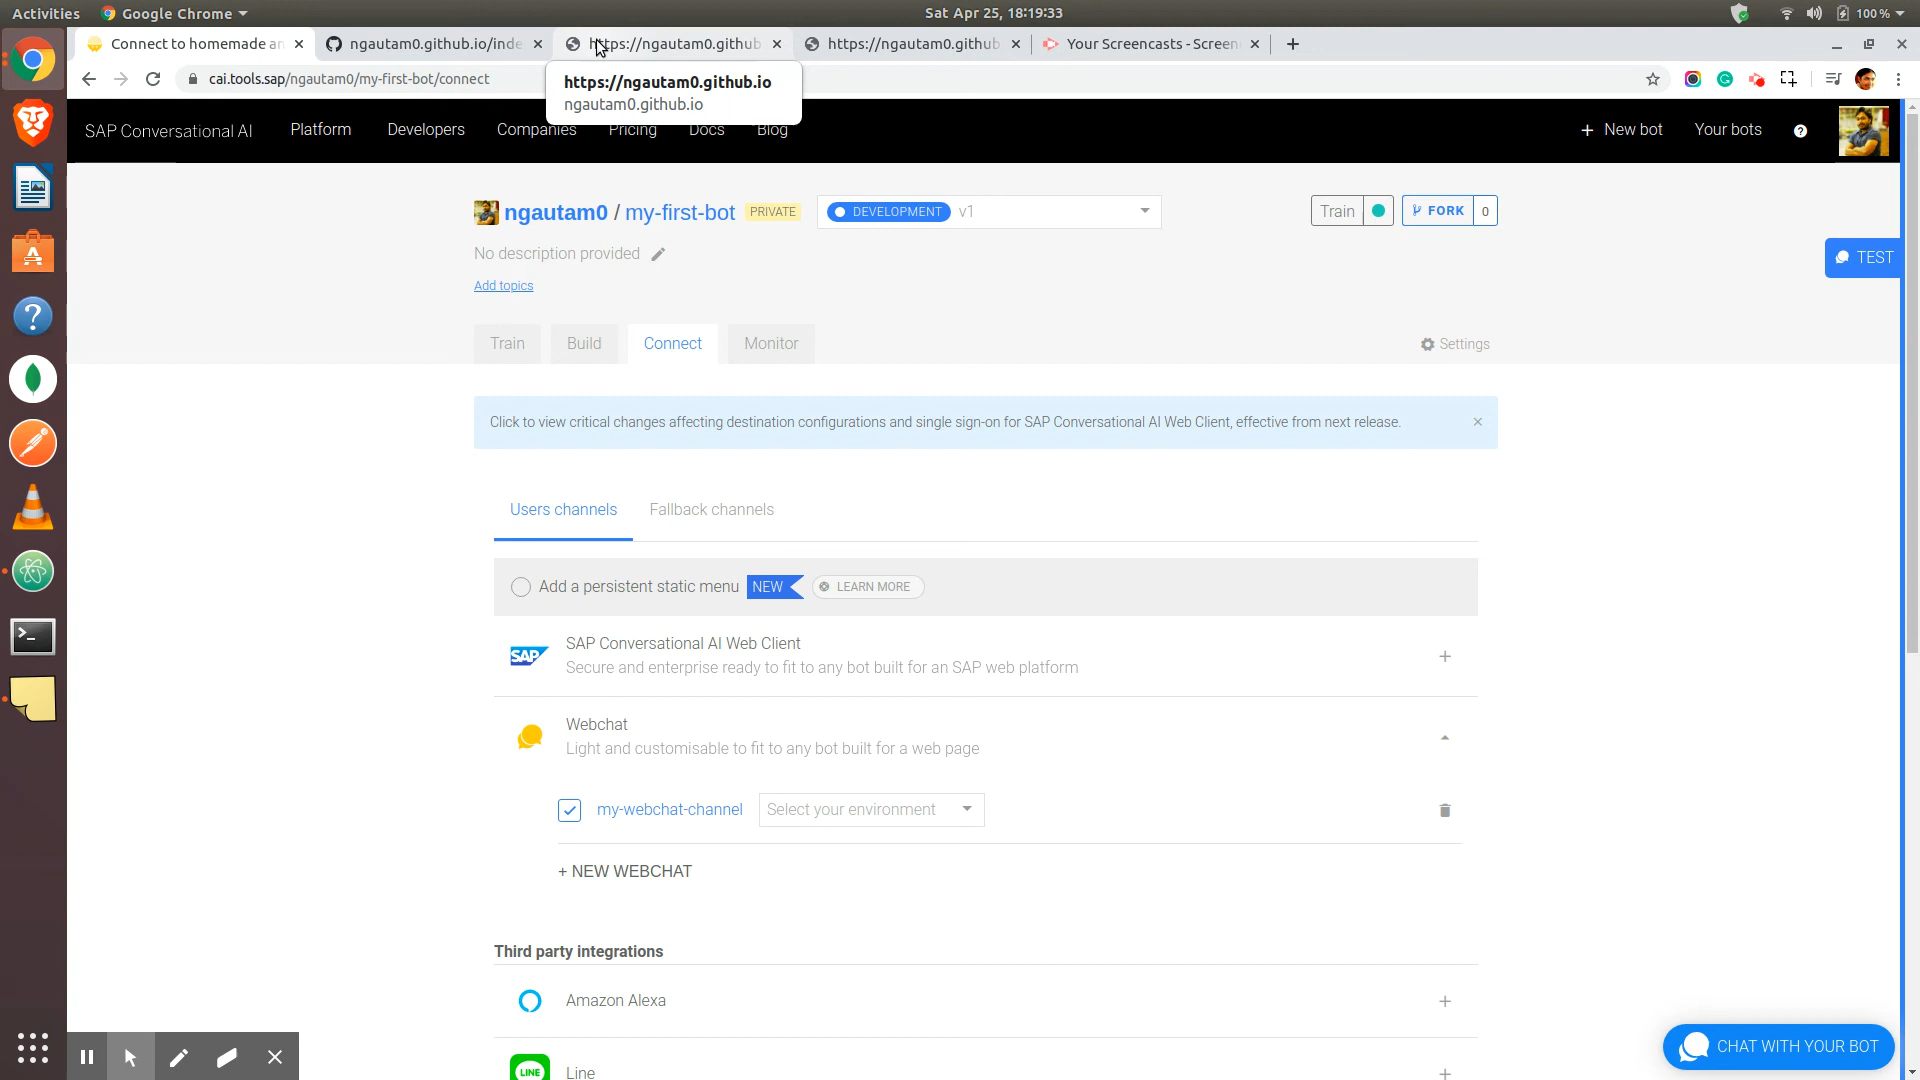 Activities
Google Chrome
Sat Apr 25, 18:19:33
100 %
Connect to homemade an
ngautam0.github.io/inde
https://ngautam0.github
https://ngautam0.github
Your Screencasts - Screen
cai.tools.sap/ngautam0/my-first-bot/connect
https://ngautam0.github.io
ngautam0.github.io
SAP Conversational AI
Platform
Developers
Companies
Pricing
Docs
Blog
+ New bot
Your bots
?
ngautam0 / my-first-bot
PRIVATE
DEVELOPMENT v1
Train
FORK 0
No description provided
TEST
Add topics
Train
Build
Connect
Monitor
Settings
Click to view critical changes affecting destination configurations and single sign-on for SAP Conversational AI Web Client, effective from next release.
Users channels
Fallback channels
Add a persistent static menu
NEW
LEARN MORE
SAP
SAP Conversational AI Web Client
Secure and enterprise ready to fit to any bot built for an SAP web platform
Webchat
Light and customisable to fit to any bot built for a web page
my-webchat-channel
Select your environment
+ NEW WEBCHAT
Third party integrations
Amazon Alexa
LINE
Line
CHAT WITH YOUR BOT